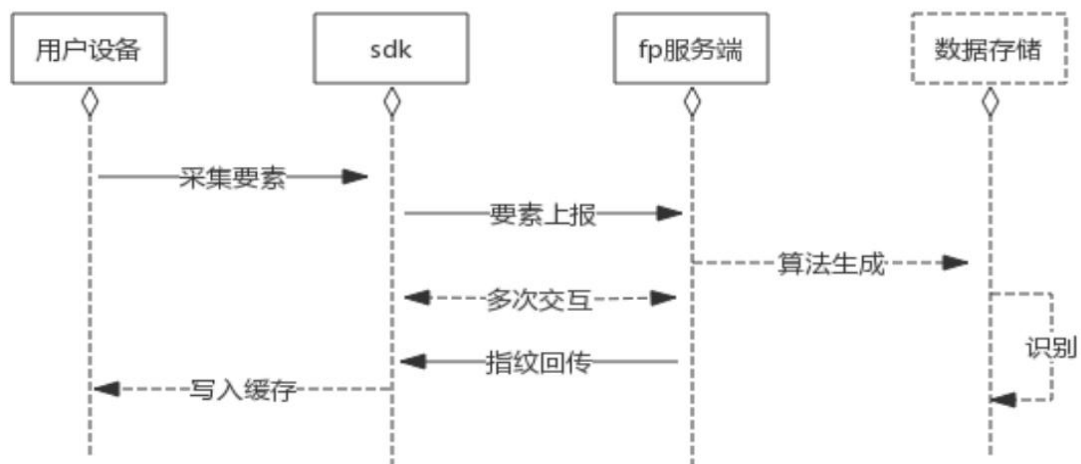 用户设备
sdk
fp服务端
数据存储
采集要素
要素上报
算法生成
多次交互
识别
指纹回传
写入缓存